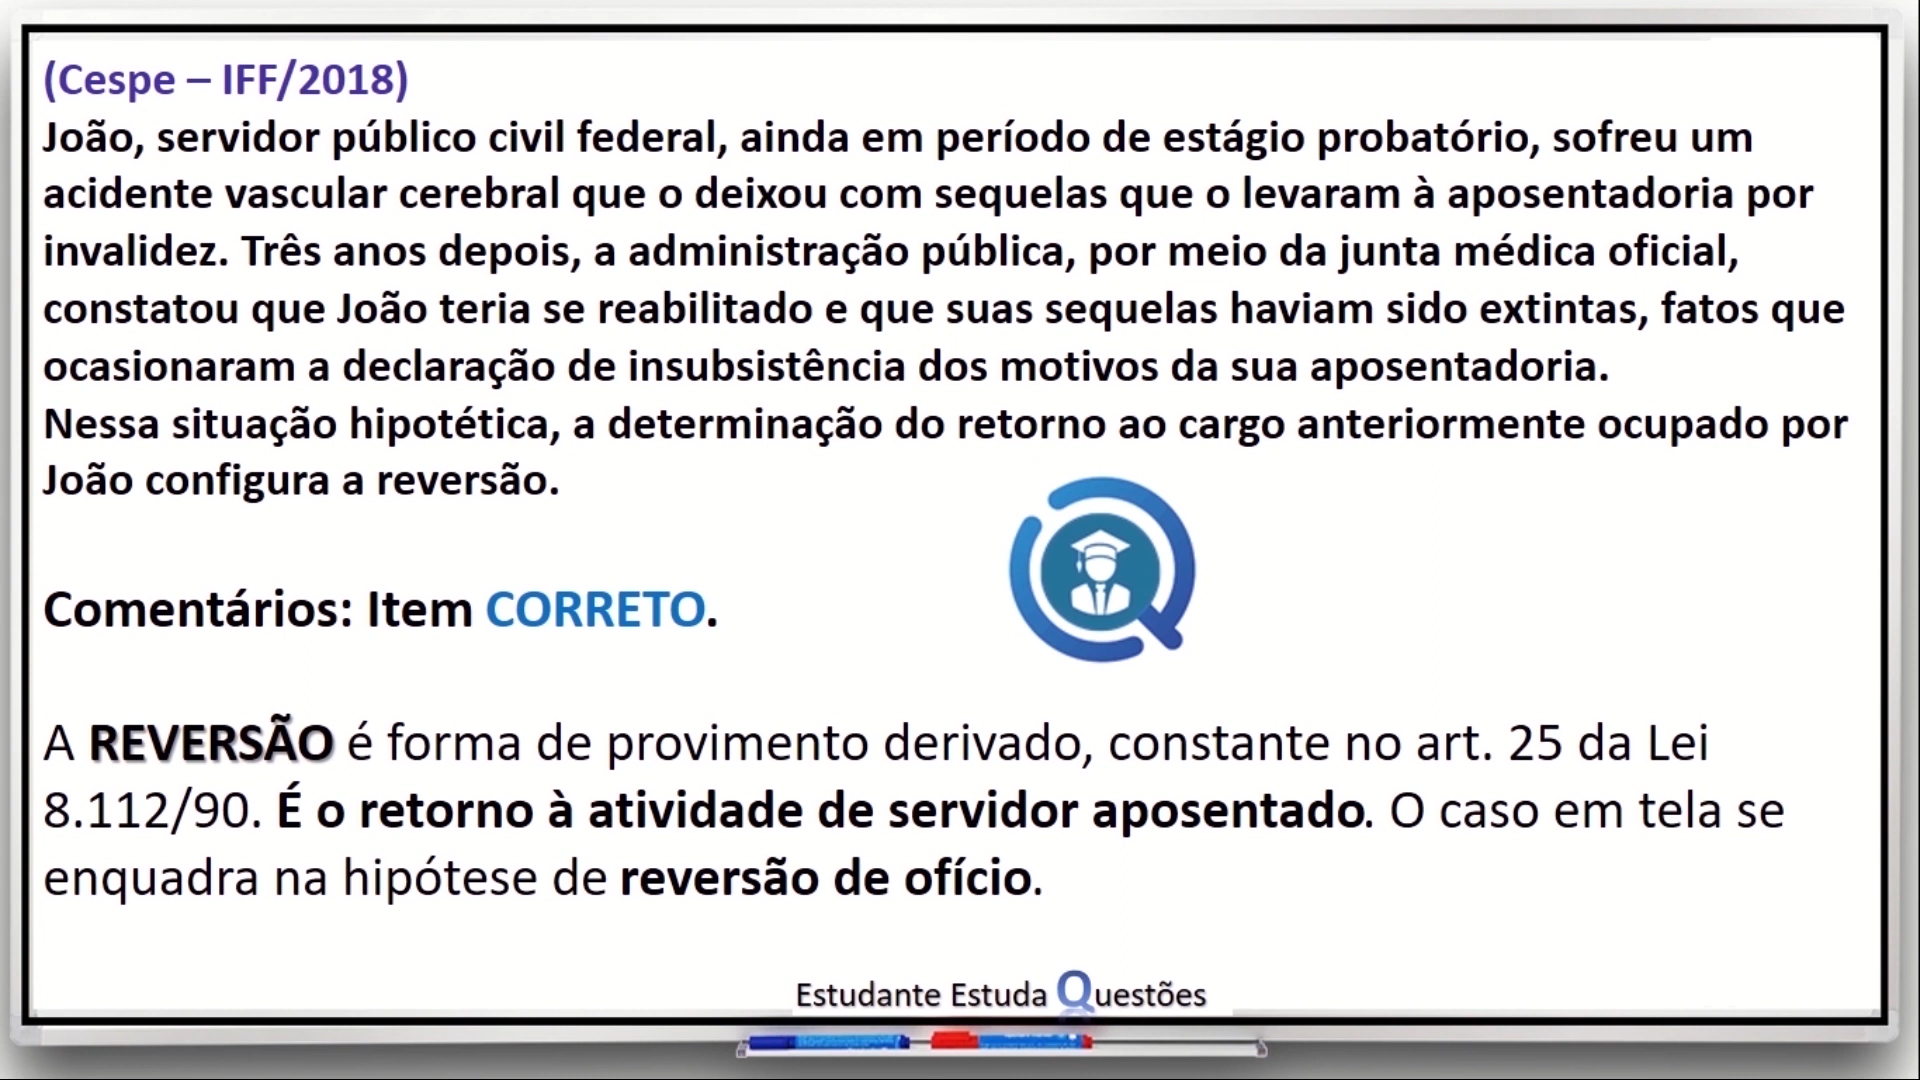 (Cespe – IFF/2018)
João, servidor público civil federal, ainda em período de estágio probatório, sofreu um
acidente vascular cerebral que o deixou com sequelas que o levaram à aposentadoria por
invalidez. Três anos depois, a administração pública, por meio da junta médica oficial,
constatou que João teria se reabilitado e que suas sequelas haviam sido extintas, fatos que
ocasionaram a declaração de insubsistência dos motivos da sua aposentadoria.
Nessa situação hipotética, a determinação do retorno ao cargo anteriormente ocupado por
João configura a reversão.
Comentários: Item CORRETO.
A REVERSÃO é forma de provimento derivado, constante no art. 25 da Lei
8.112/90. É o retorno à atividade de servidor aposentado. O caso em tela se
enquadra na hipótese de reversão de ofício.
Estudante Estuda Questões